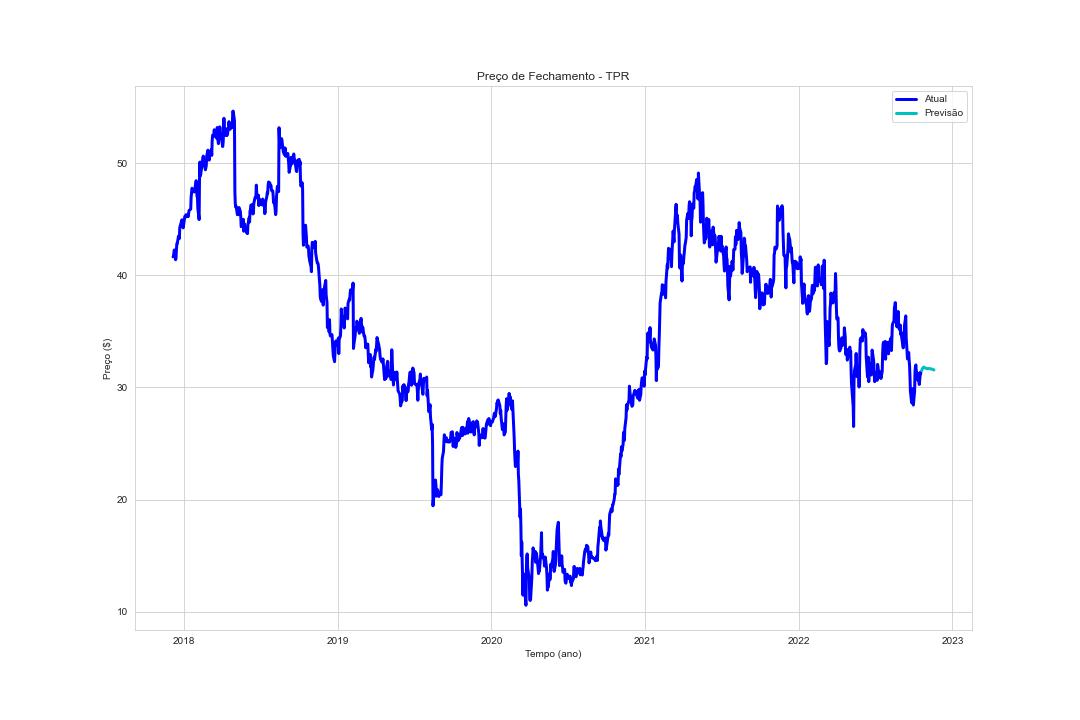 Preço de Fechamento - TPR
Atual
Previsão
50
40
30
20
10
Preço ($)
2018
2019
2020
2021
2022
2023
Tempo (ano)